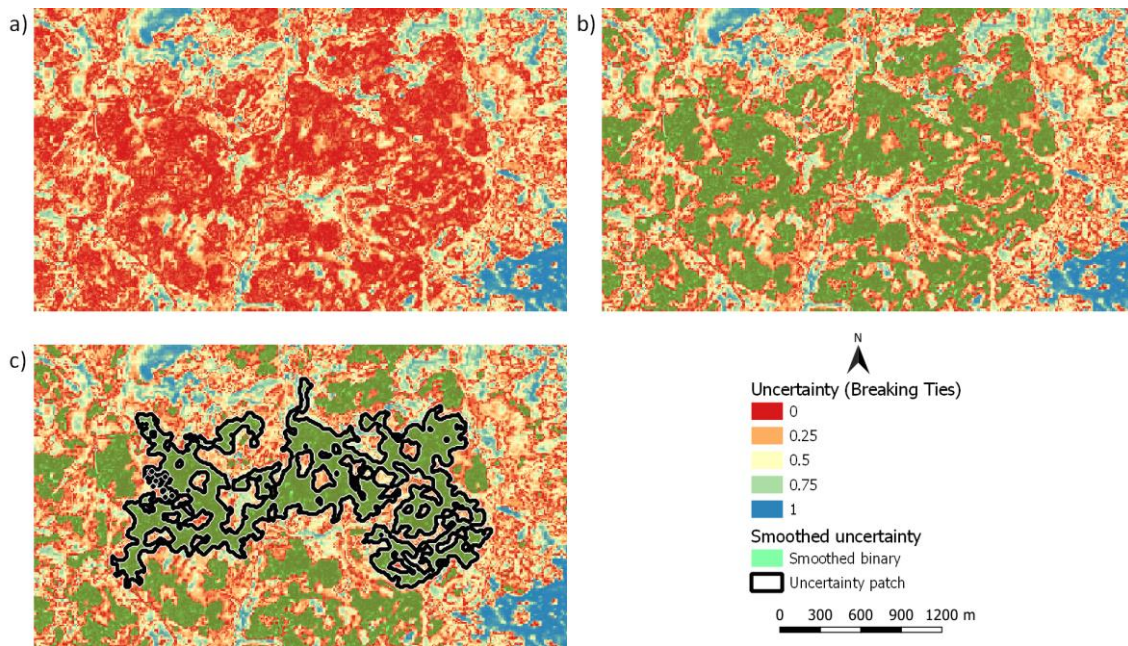 a)
b)
c)
N
Uncertainty (Breaking Ties)
0
0.25
0.5
0.75
1
Smoothed uncertainty
Smoothed binary
Uncertainty patch
0 300 600 900 1200 m